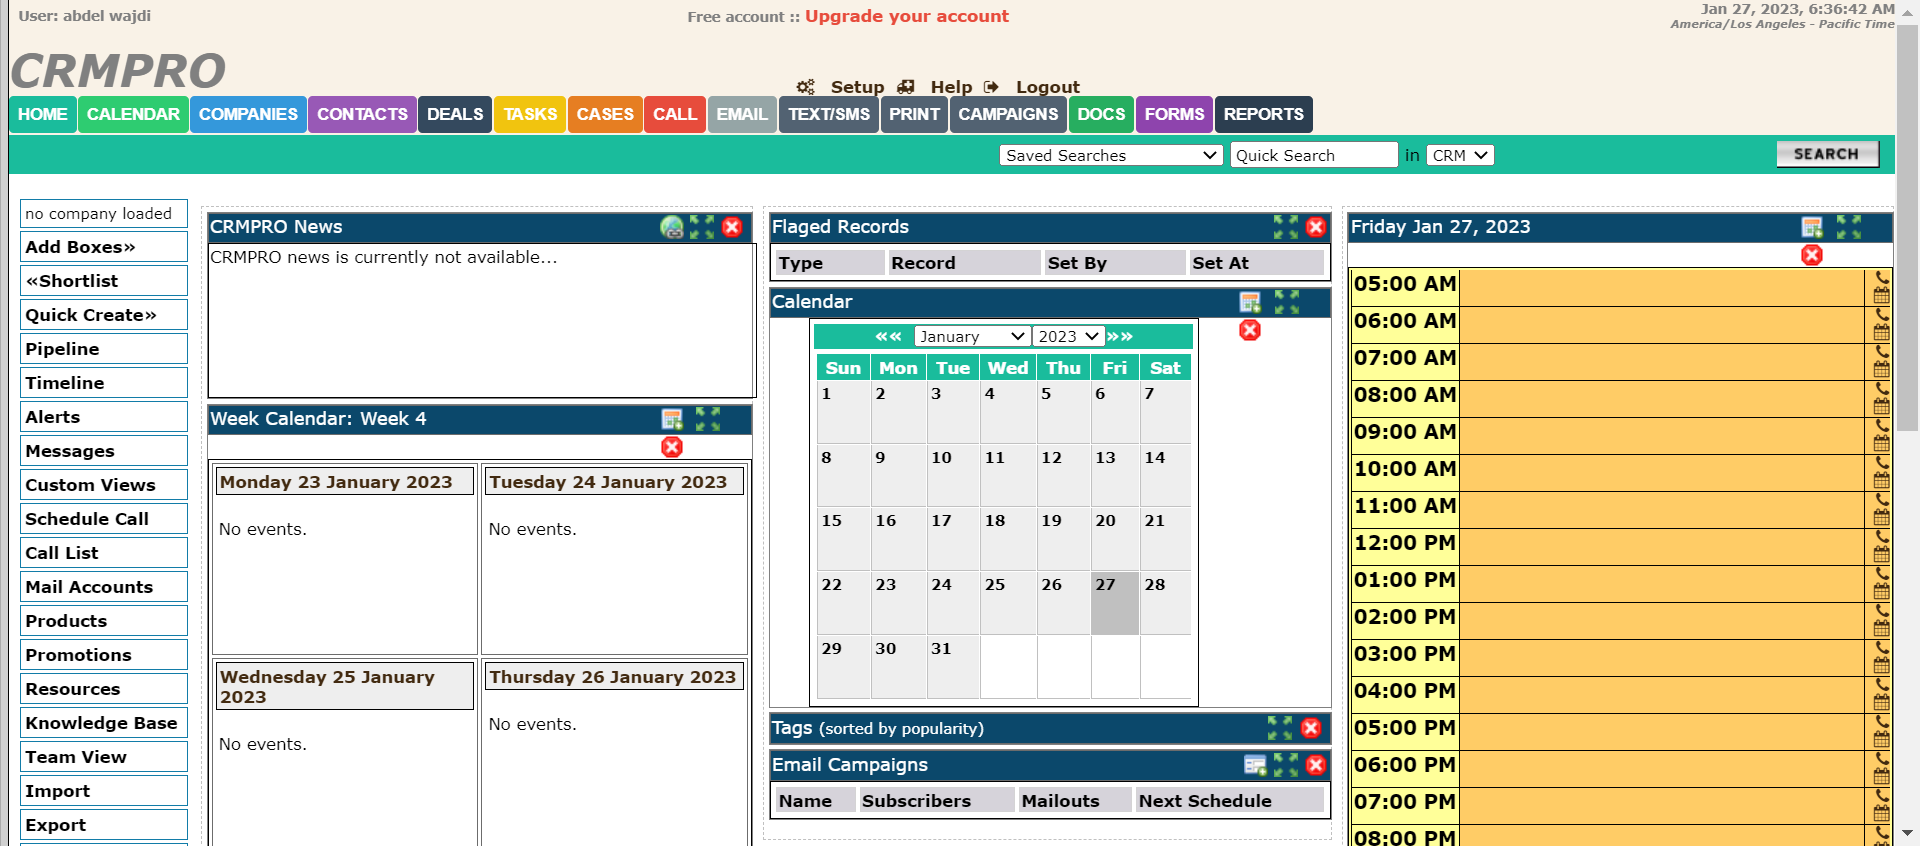 User: abdel wajdi
Free account :: Upgrade your account
Jan 27, 2023, 6:36:42 AM
America/Los Angeles - Pacific Time
CRMPRO
Setup Help Logout
HOME CALENDAR COMPANIES CONTACTS DEALS TASKS CASES CALL EMAIL TEXT/SMS PRINT CAMPAIGNS DOCS FORMS REPORTS
Saved Searches Quick Search in CRM SEARCH
no company loaded
Add Boxes»
«Shortlist
Quick Create»
Pipeline
Timeline
Alerts
Messages
Custom Views
Schedule Call
Call List
Mail Accounts
Products
Promotions
Resources
Knowledge Base
Team View
Import
Export
CRMPRO News
CRMPRO news is currently not available...
Week Calendar: Week 4
Monday 23 January 2023
No events.
Tuesday 24 January 2023
No events.
Wednesday 25 January
2023
No events.
Thursday 26 January 2023
No events.
Flaged Records
Type Record Set By Set At
Calendar
«« January 2023 »»
Sun Mon Tue Wed Thu Fri Sat
1 2 3 4 5 6 7
8 9 10 11 12 13 14
15 16 17 18 19 20 21
22 23 24 25 26 27 28
29 30 31
Tags (sorted by popularity)
Email Campaigns
Name Subscribers Mailouts Next Schedule
Friday Jan 27, 2023
05:00 AM
06:00 AM
07:00 AM
08:00 AM
09:00 AM
10:00 AM
11:00 AM
12:00 PM
01:00 PM
02:00 PM
03:00 PM
04:00 PM
05:00 PM
06:00 PM
07:00 PM
08:00 PM